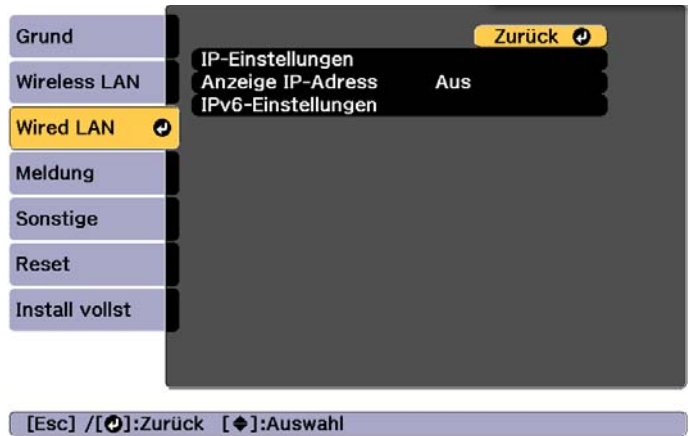 Grund
Wireless LAN
Wired LAN
Meldung
Sonstige
Reset
Install vollst
Zurück
IP-Einstellungen
Anzeige IP-Adress Aus
IPv6-Einstellungen
[Esc] /[⏎]:Zurück [◆]:Auswahl